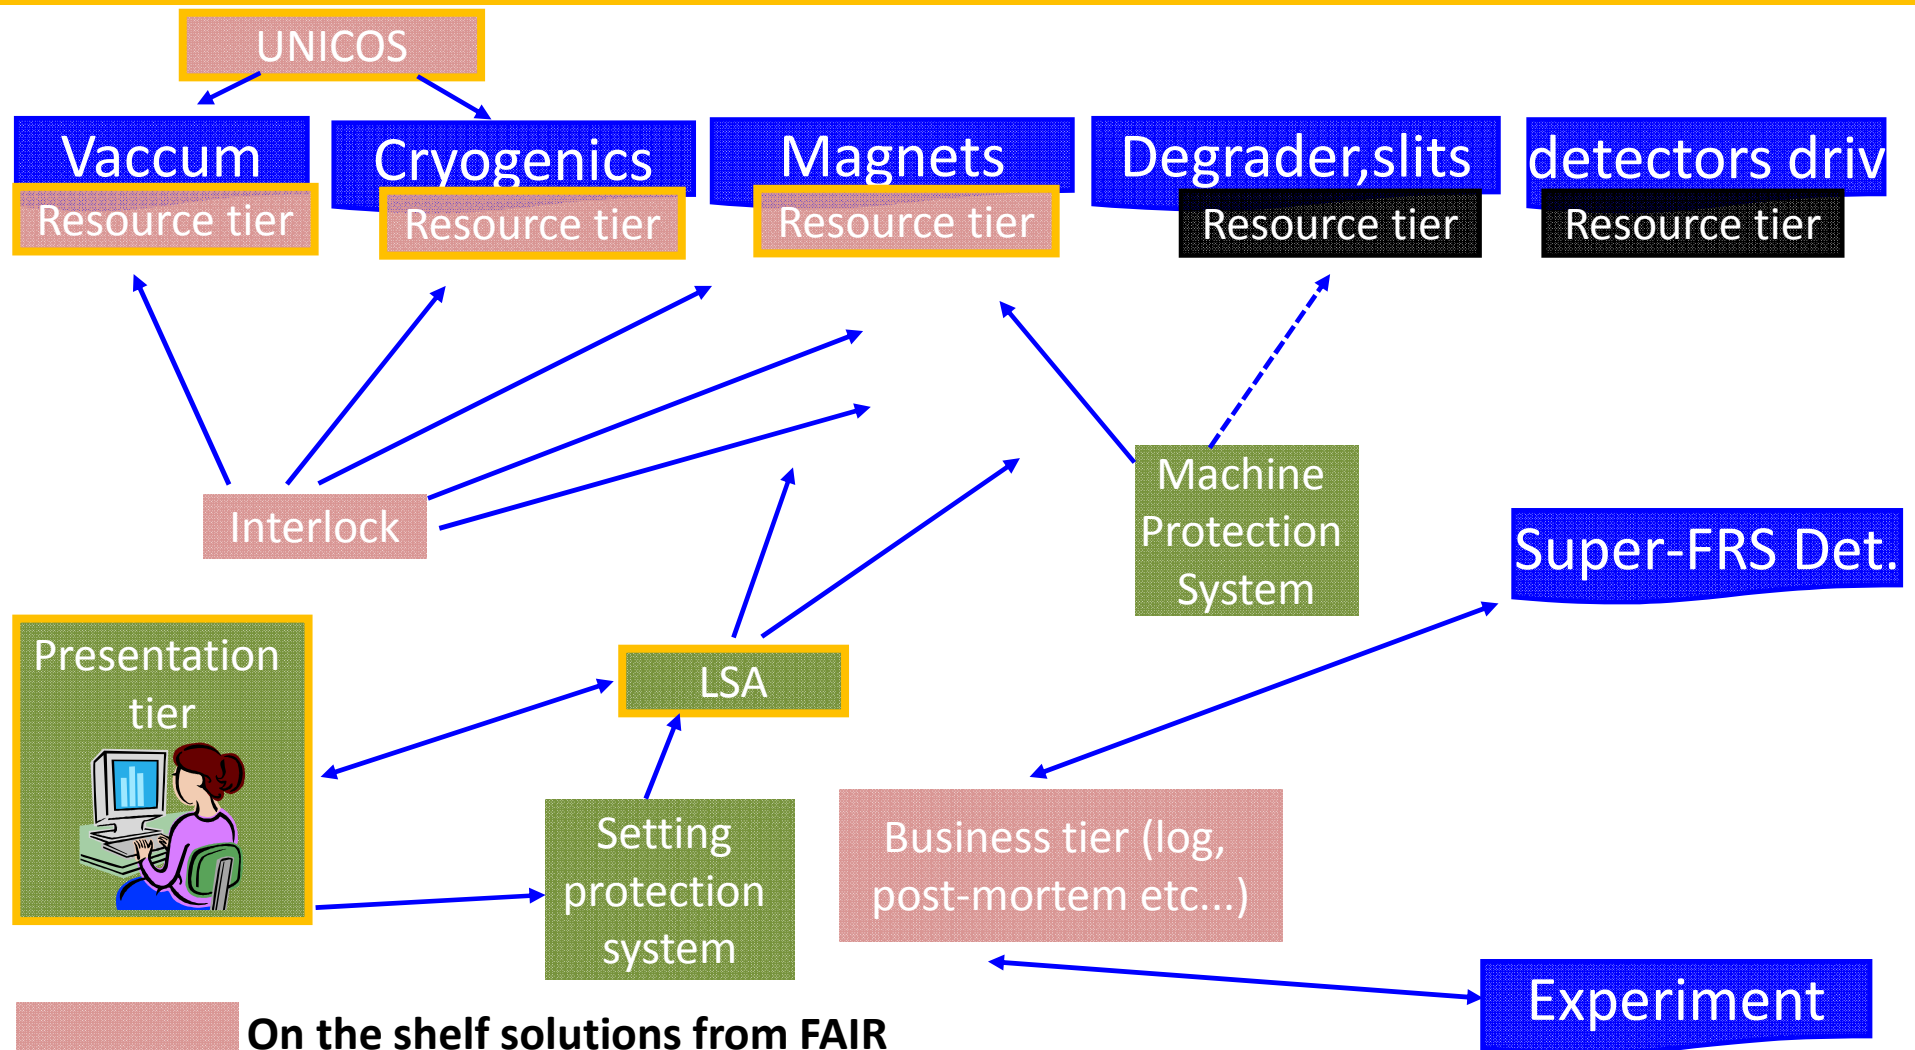 UNICOS
Vaccum
Cryogenics
Magnets
Degrader,slits
detectors driv
Resource tier
Resource tier
Resource tier
Resource tier
Resource tier
Interlock
Machine
Protection
System
Super-FRS Det.
Presentation
tier
LSA
Setting
protection
system
Business tier (log,
post-mortem etc...)
Experiment
On the shelf solutions from FAIR